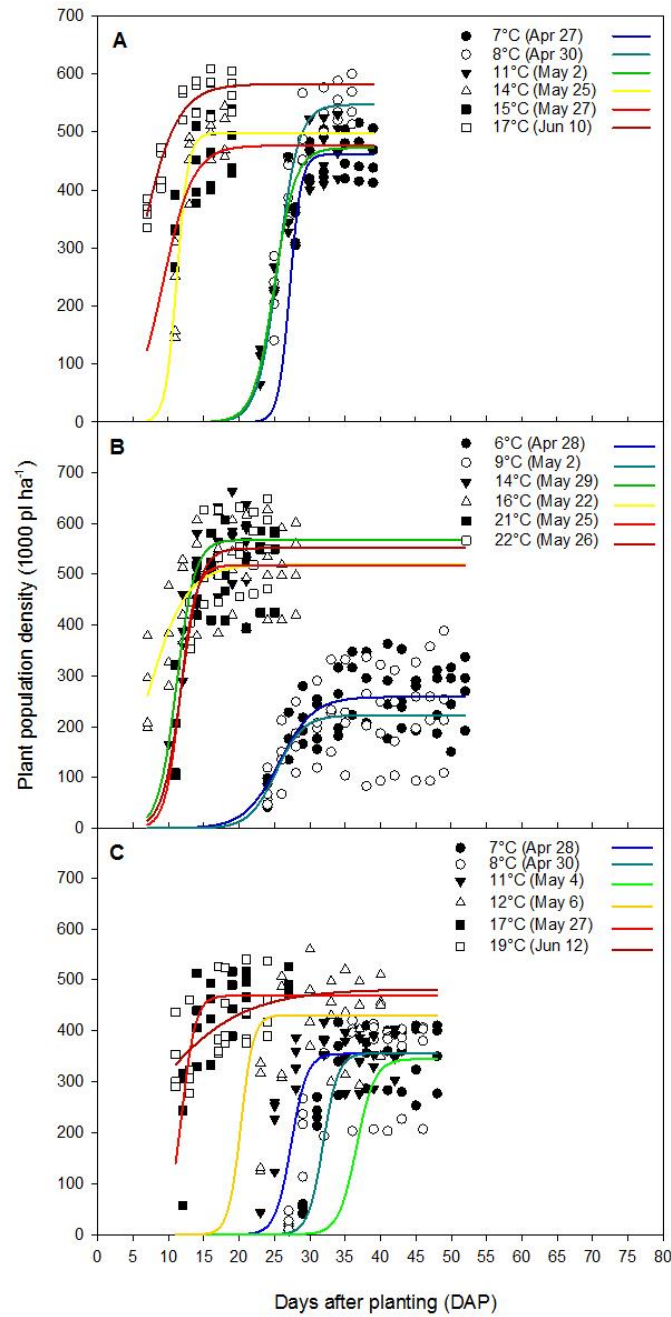 A
7°C (Apr 27)
8°C (Apr 30)
11°C (May 2)
14°C (May 25)
15°C (May 27)
17°C (Jun 10)
700
600
500
400
300
200
100
0
B
6°C (Apr 28)
9°C (May 2)
14°C (May 29)
16°C (May 22)
21°C (May 25)
22°C (May 26)
700
600
500
400
300
200
100
0
Plant population density (1000 pl ha⁻¹)
C
7°C (Apr 28)
8°C (Apr 30)
11°C (May 4)
12°C (May 6)
17°C (May 27)
19°C (Jun 12)
700
600
500
400
300
200
100
0
0 5 10 15 20 25 30 35 40 45 50 55 60 65 70 75 80
Days after planting (DAP)